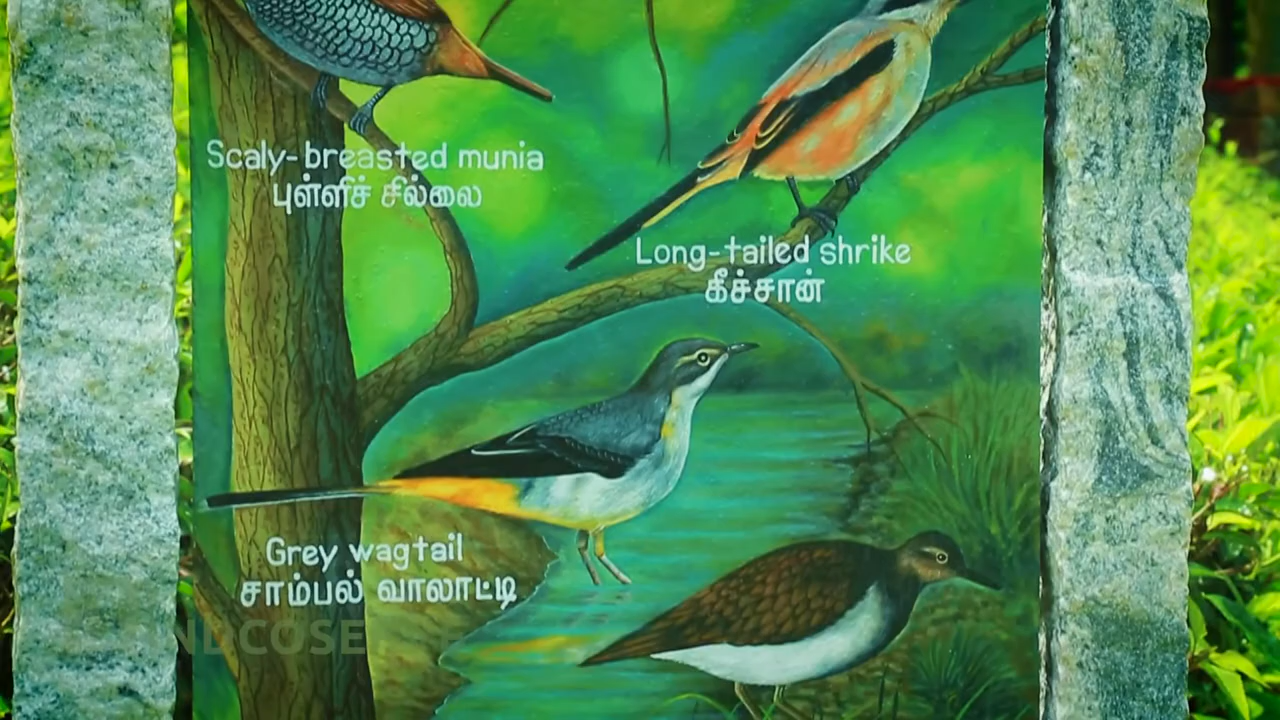 Scaly-breasted munia
புள்ளிச் சில்லை
Long-tailed shrike
கீச்சான்
Grey wagtail
சாம்பல் வாலாட்டி